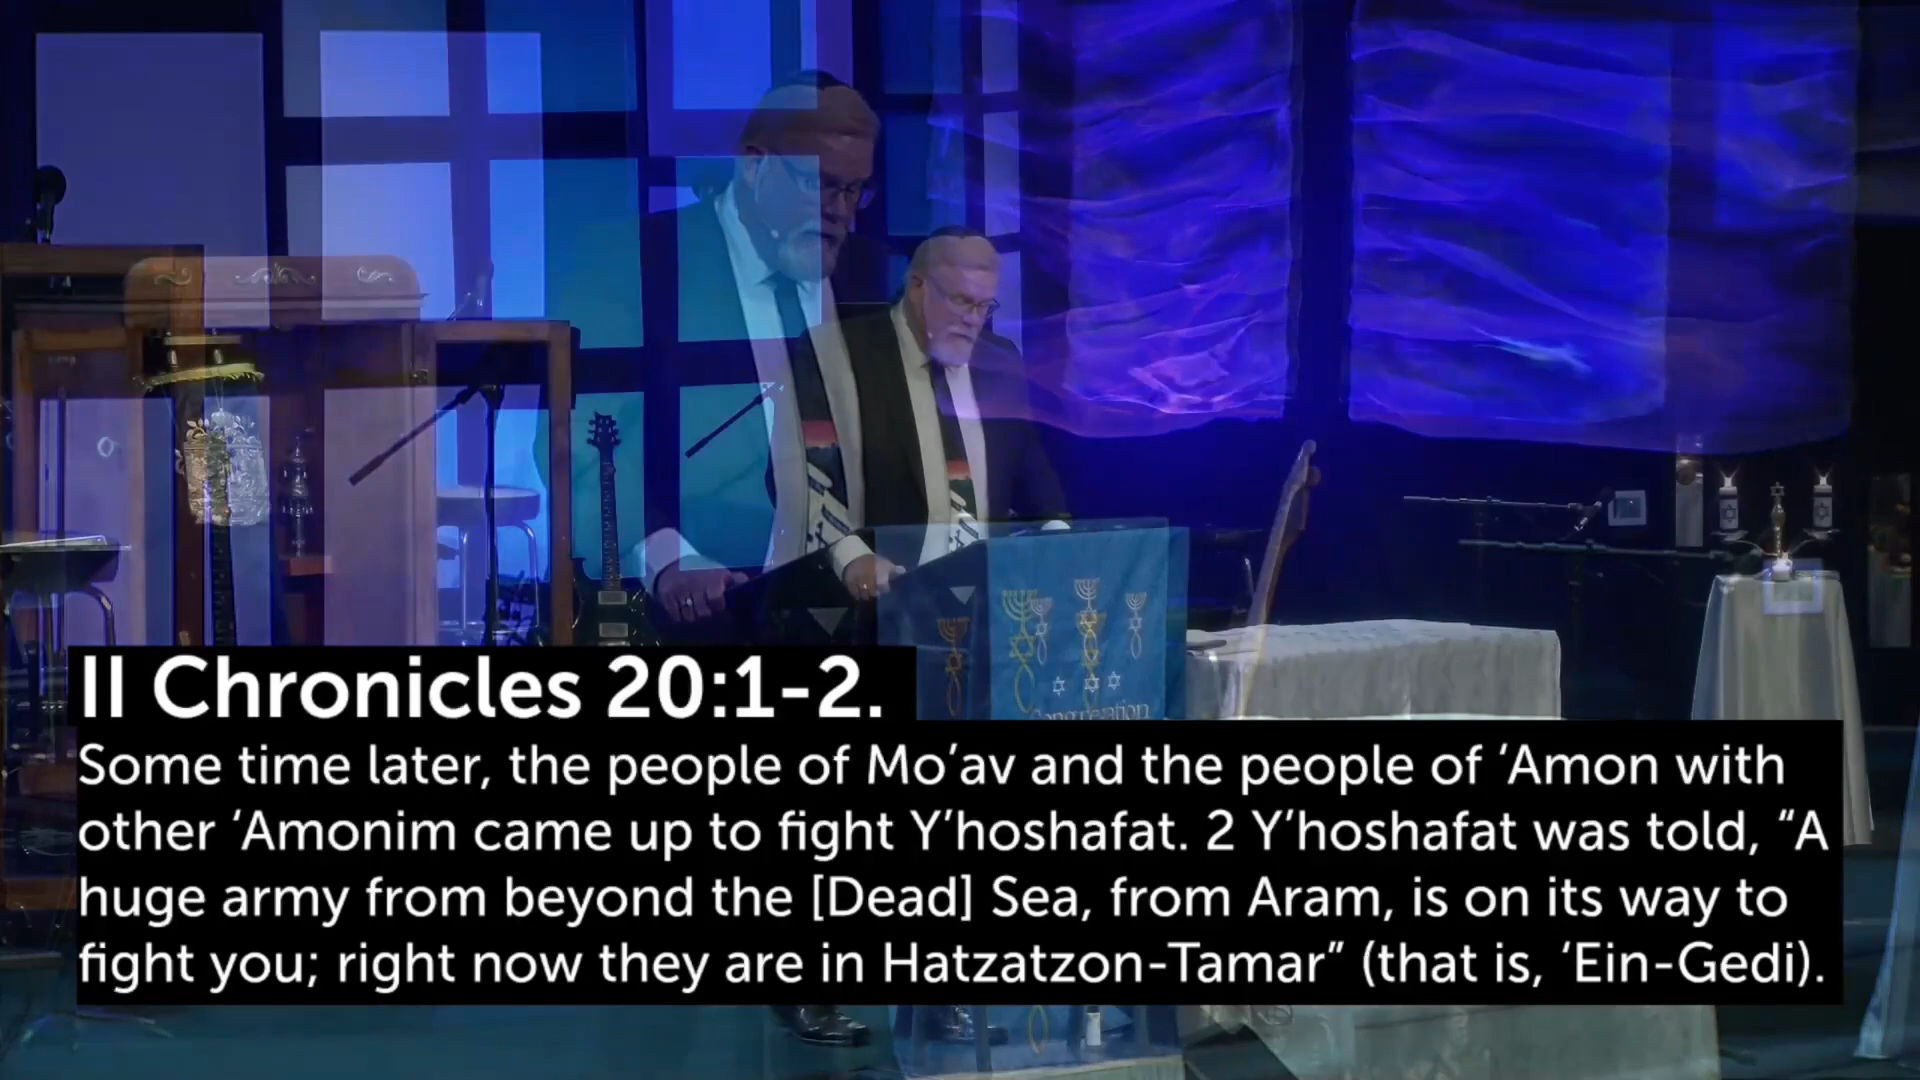 II Chronicles 20:1-2.
Some time later, the people of Mo’av and the people of ‘Amon with
other ‘Amonim came up to fight Y’hoshafat. 2 Y’hoshafat was told, “A
huge army from beyond the [Dead] Sea, from Aram, is on its way to
fight you; right now they are in Hatzatzon-Tamar” (that is, ‘Ein-Gedi).
Congregation